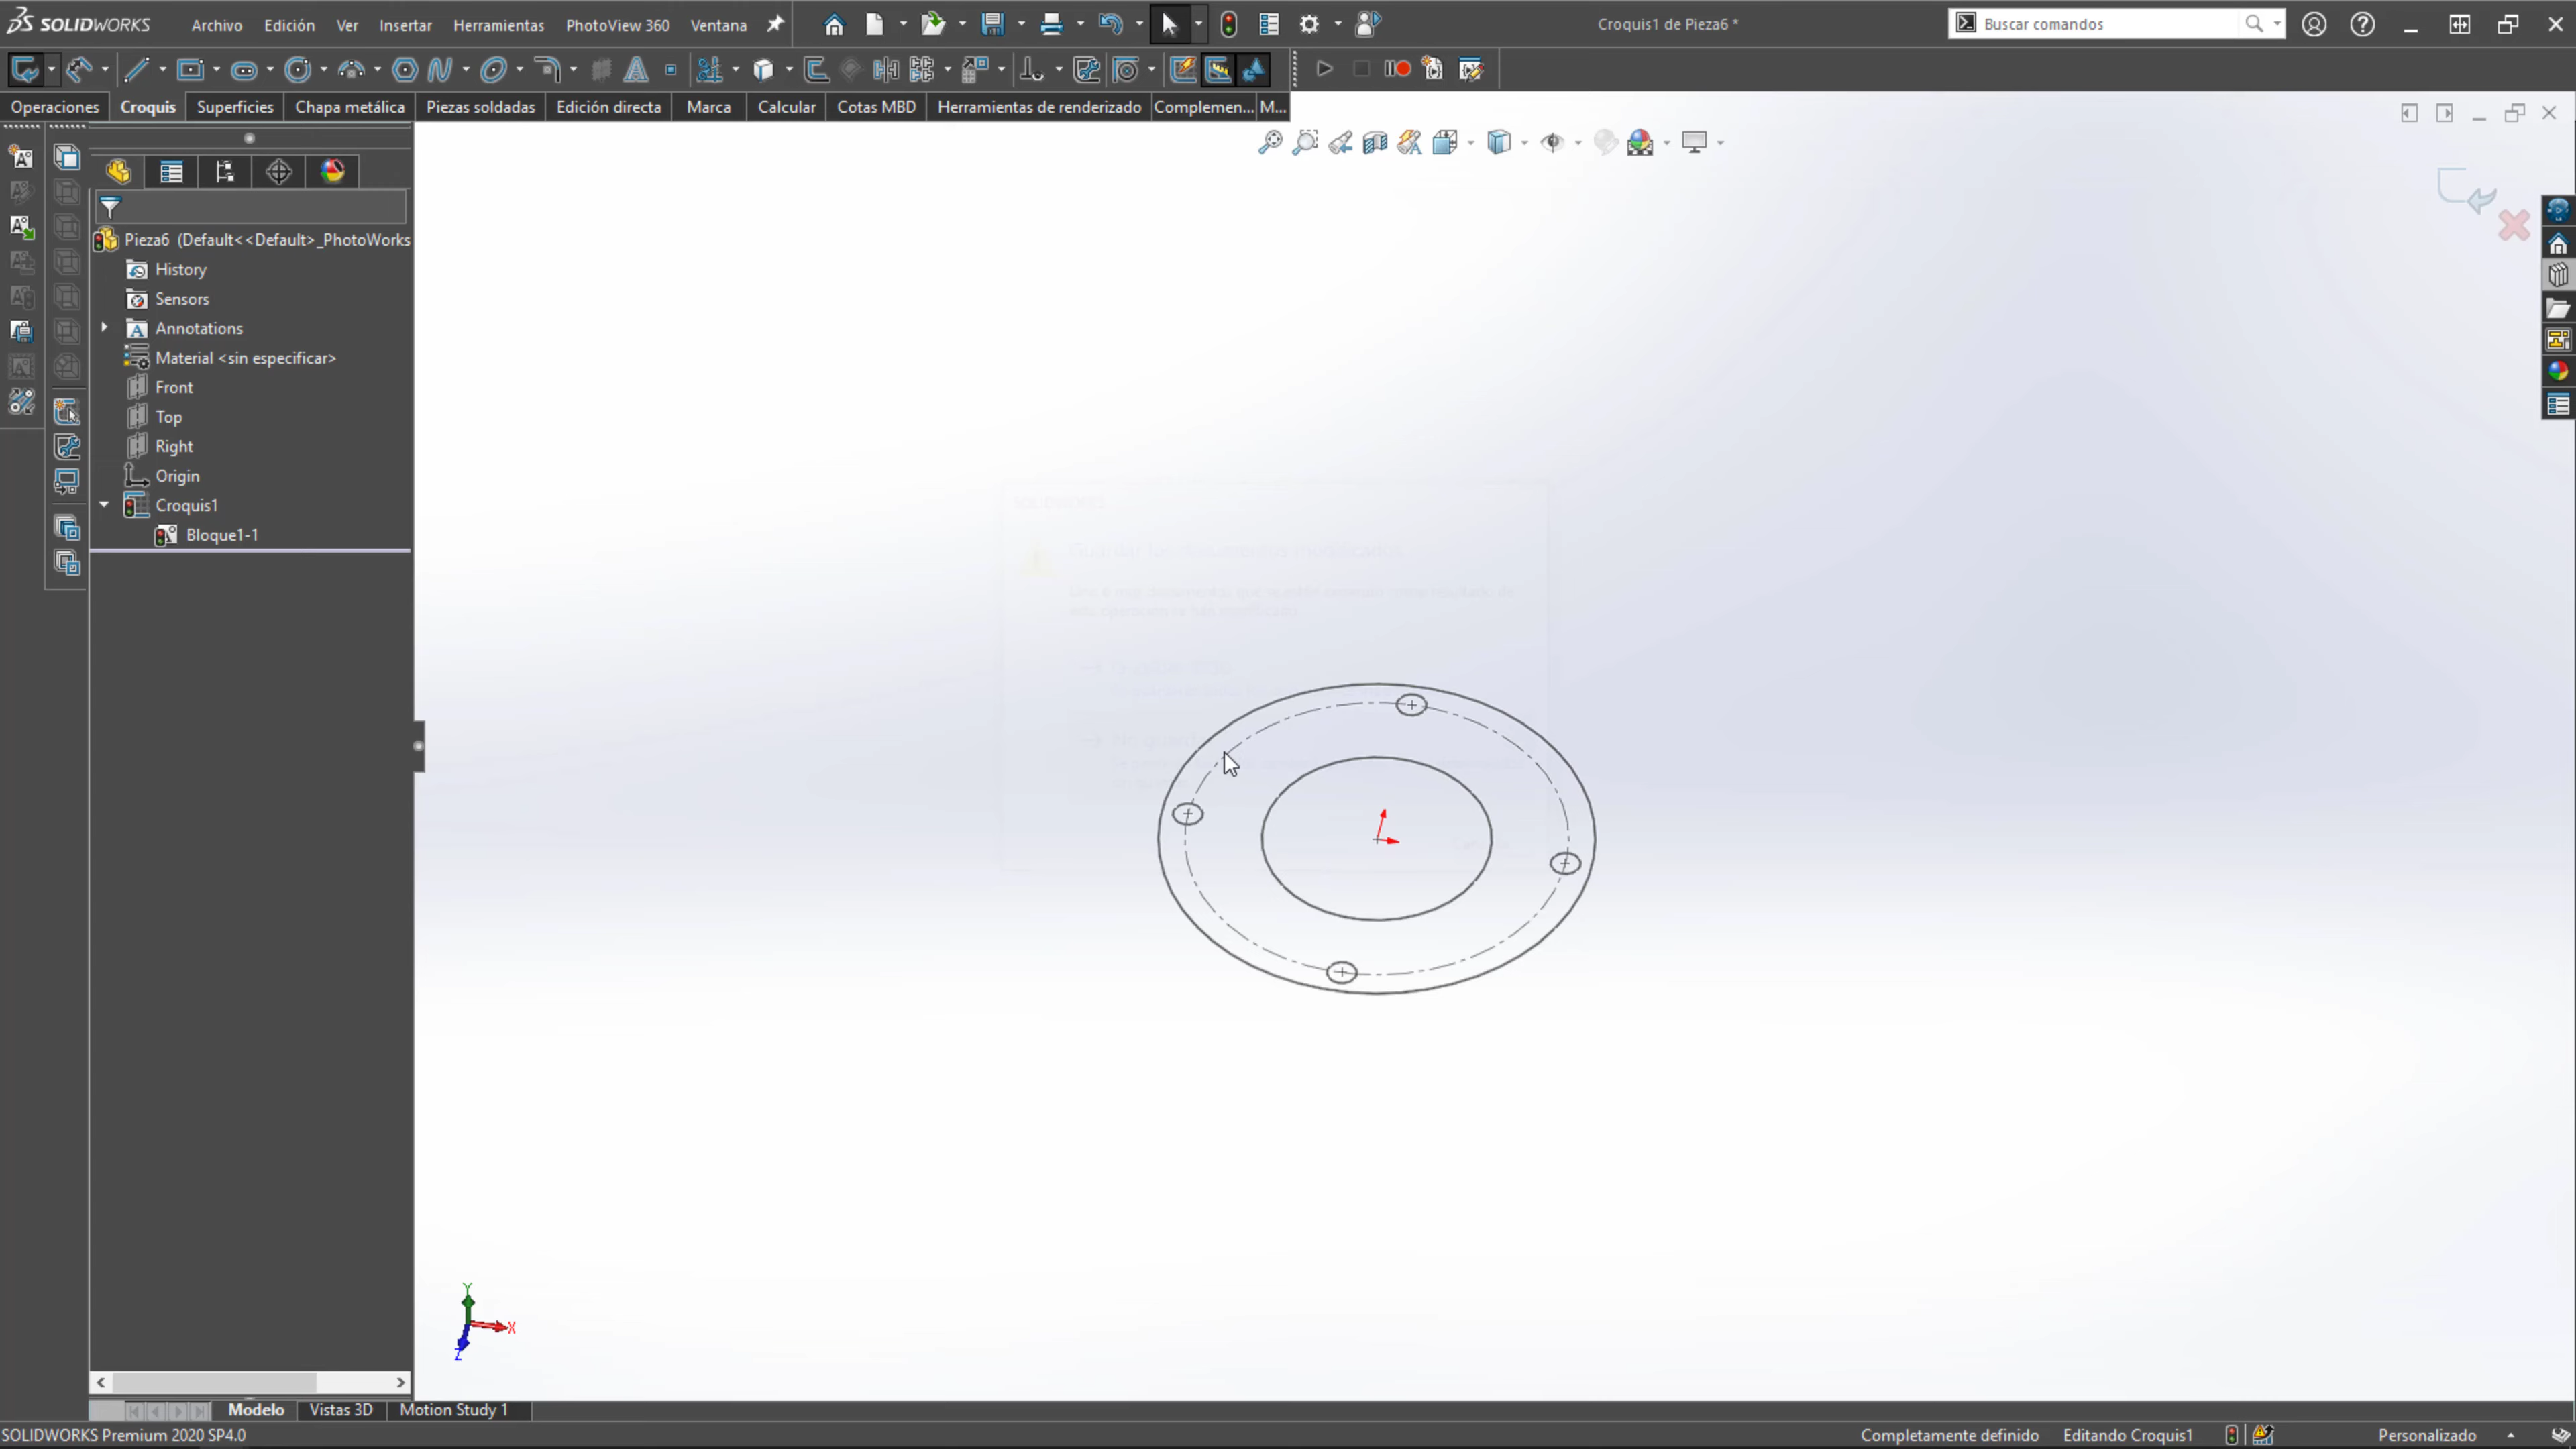 SOLIDWORKS Archivo Edición Ver Insertar Herramientas PhotoView 360 Ventana Croquis1 de Pieza6 * Buscar comandos
Operaciones Croquis Superficies Chapa metálica Piezas soldadas Edición directa Marca Calcular Cotas MBD Herramientas de renderizado Complemen... M...
Pieza6 (Default<<Default>_PhotoWorks
History
Sensors
Annotations
Material <sin especificar>
Front
Top
Right
Origin
Croquis1
Bloque1-1
Y
X
Z
Modelo Vistas 3D Motion Study 1
SOLIDWORKS Premium 2020 SP4.0 Completamente definido Editando Croquis1 Personalizado